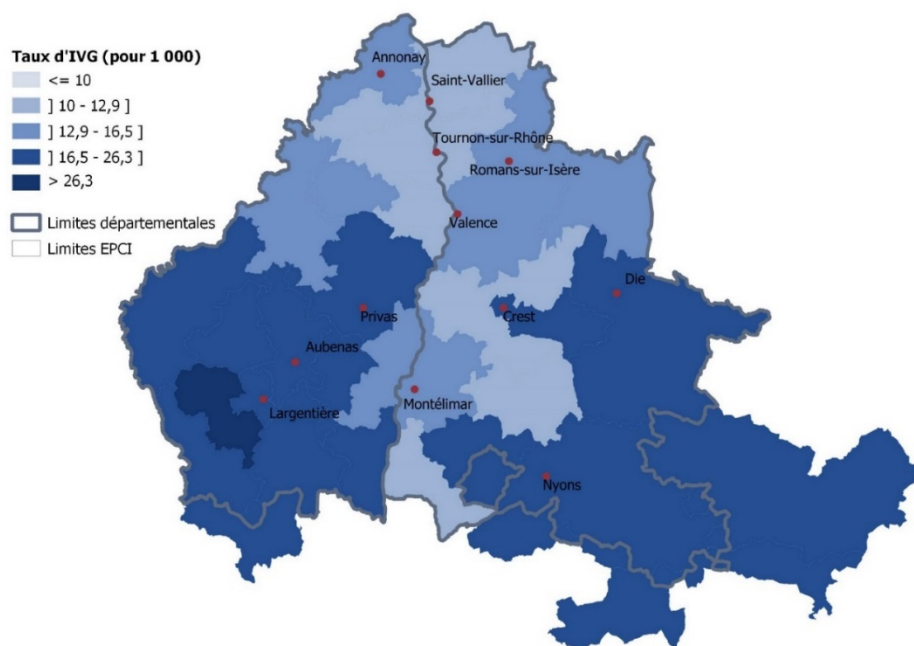 Taux d'IVG (pour 1 000)
<= 10
] 10 - 12,9 ]
] 12,9 - 16,5 ]
] 16,5 - 26,3 ]
> 26,3
Limites départementales
Limites EPCI
Annonay
Saint-Vallier
Tournon-sur-Rhône
Romans-sur-Isère
Valence
Die
Privas
Crest
Aubenas
Largentière
Montélimar
Nyons